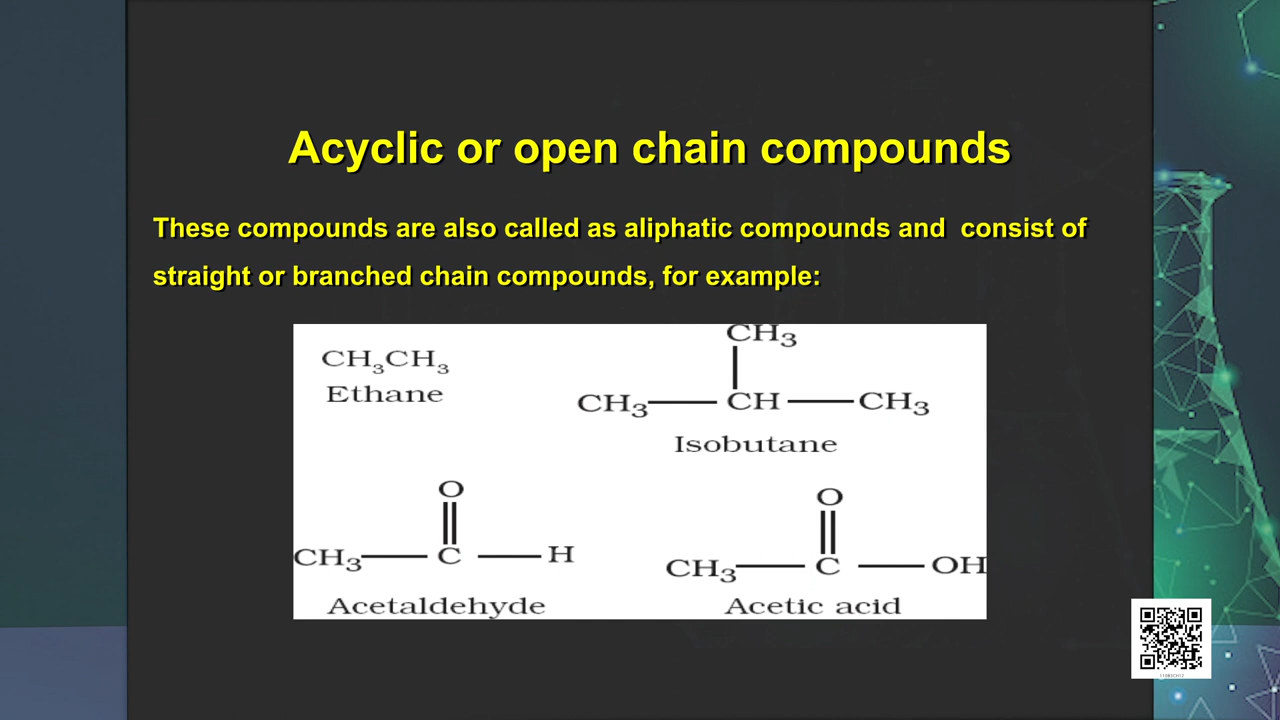 Acyclic or open chain compounds
These compounds are also called as aliphatic compounds and consist of
straight or branched chain compounds, for example:
CH₃CH₃
Ethane
CH₃
CH₃ — CH — CH₃
Isobutane
O
CH₃ — C — H
Acetaldehyde
O
CH₃ — C — OH
Acetic acid